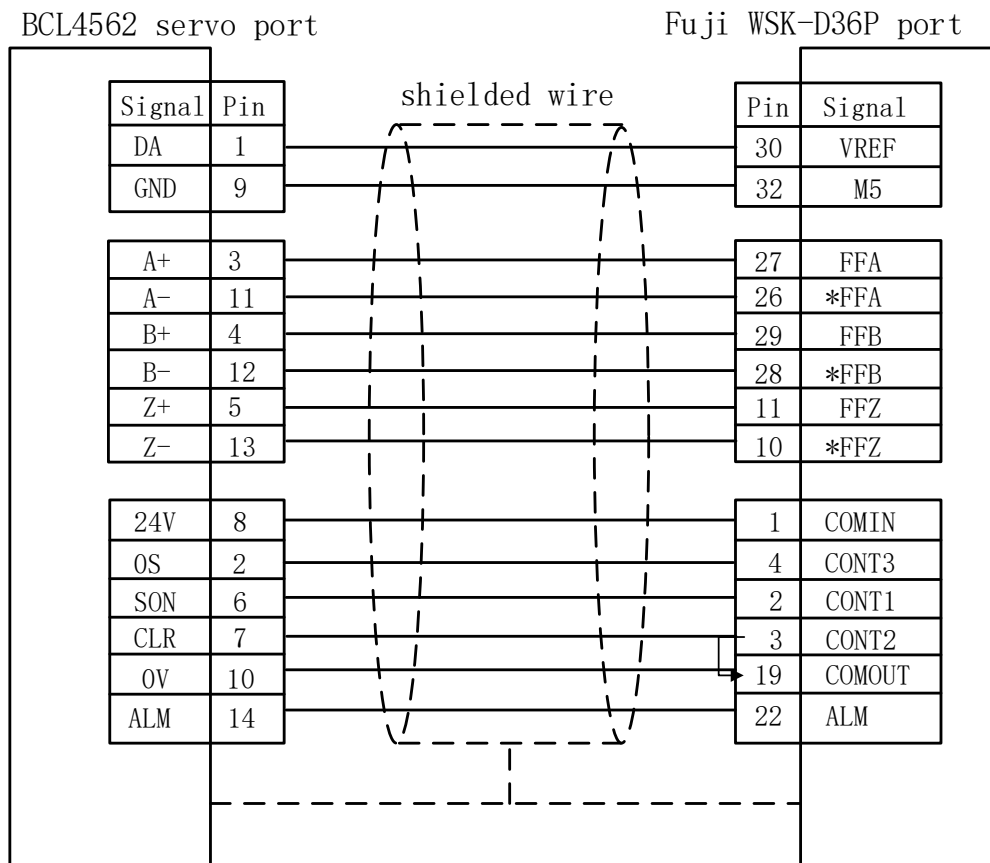 BCL4562 servo port Fuji WSK-D36P port
shielded wire
Signal Pin Pin Signal
DA 1 30 VREF
GND 9 32 M5
A+ 3 27 FFA
A- 11 26 *FFA
B+ 4 29 FFB
B- 12 28 *FFB
Z+ 5 11 FFZ
Z- 13 10 *FFZ
24V 8 1 COMIN
OS 2 4 CONT3
SON 6 2 CONT1
CLR 7 3 CONT2
0V 10 19 COMOUT
ALM 14 22 ALM